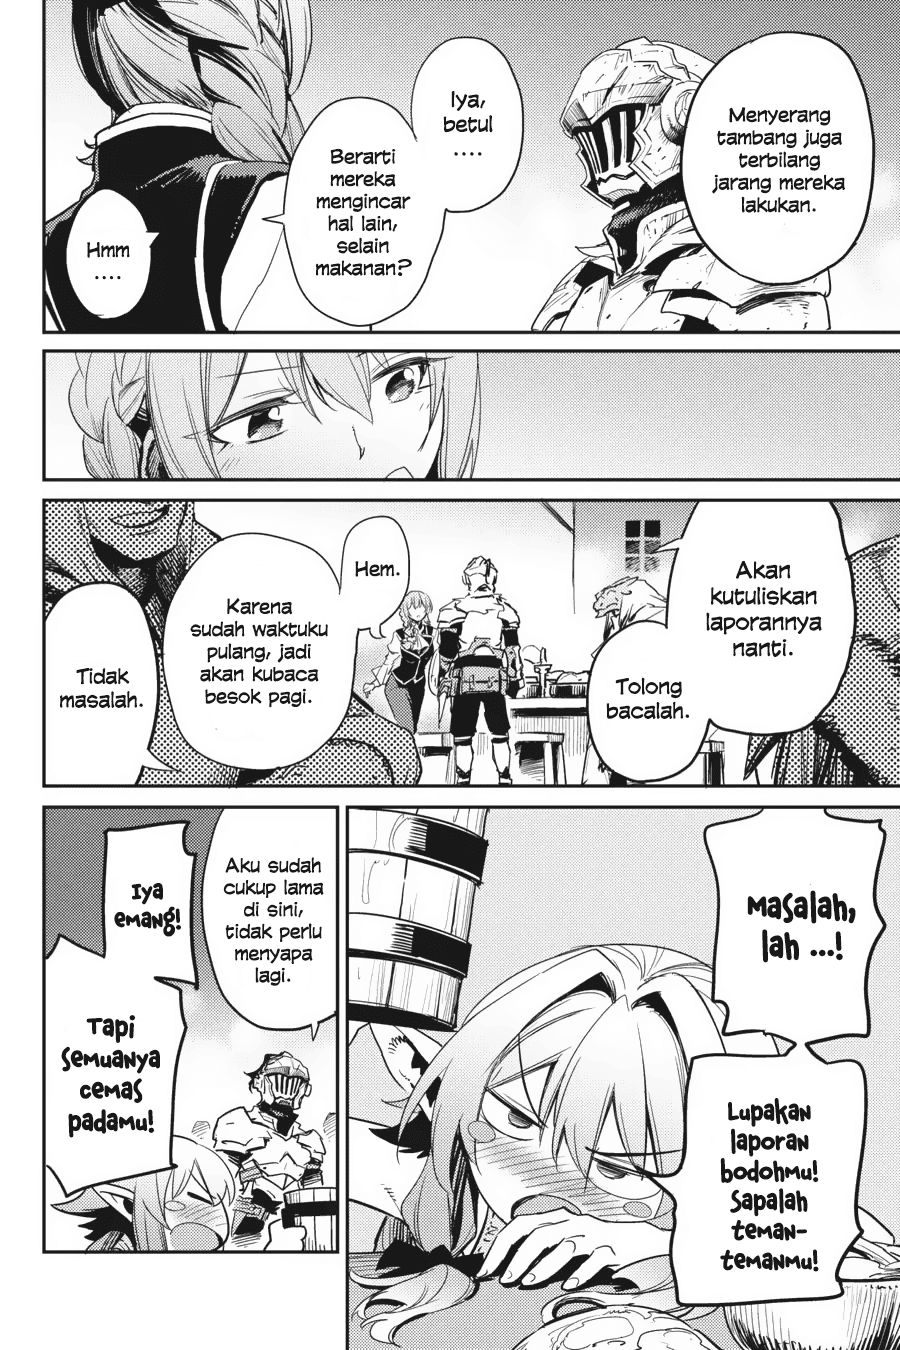 Menyerang
tambang juga
terbilang
jarang mereka
lakukan.
Iya,
betul
....
Berarti
mereka
mengincar
hal lain,
selain
makanan?
Hmm
....
Akan
kutuliskan
laporannya
nanti.
Tolong
bacalah.
Hem.
Karena
sudah waktuku
pulang, jadi
akan kubaca
besok pagi.
Tidak
masalah.
Masalah,
lah ...!
Lupakan
laporan
bodohmu!
Sapalah
teman-
temanmu!
Aku sudah
cukup lama
di sini,
tidak perlu
menyapa
lagi.
Iya
emang!
Tapi
semuanya
cemas
padamu!